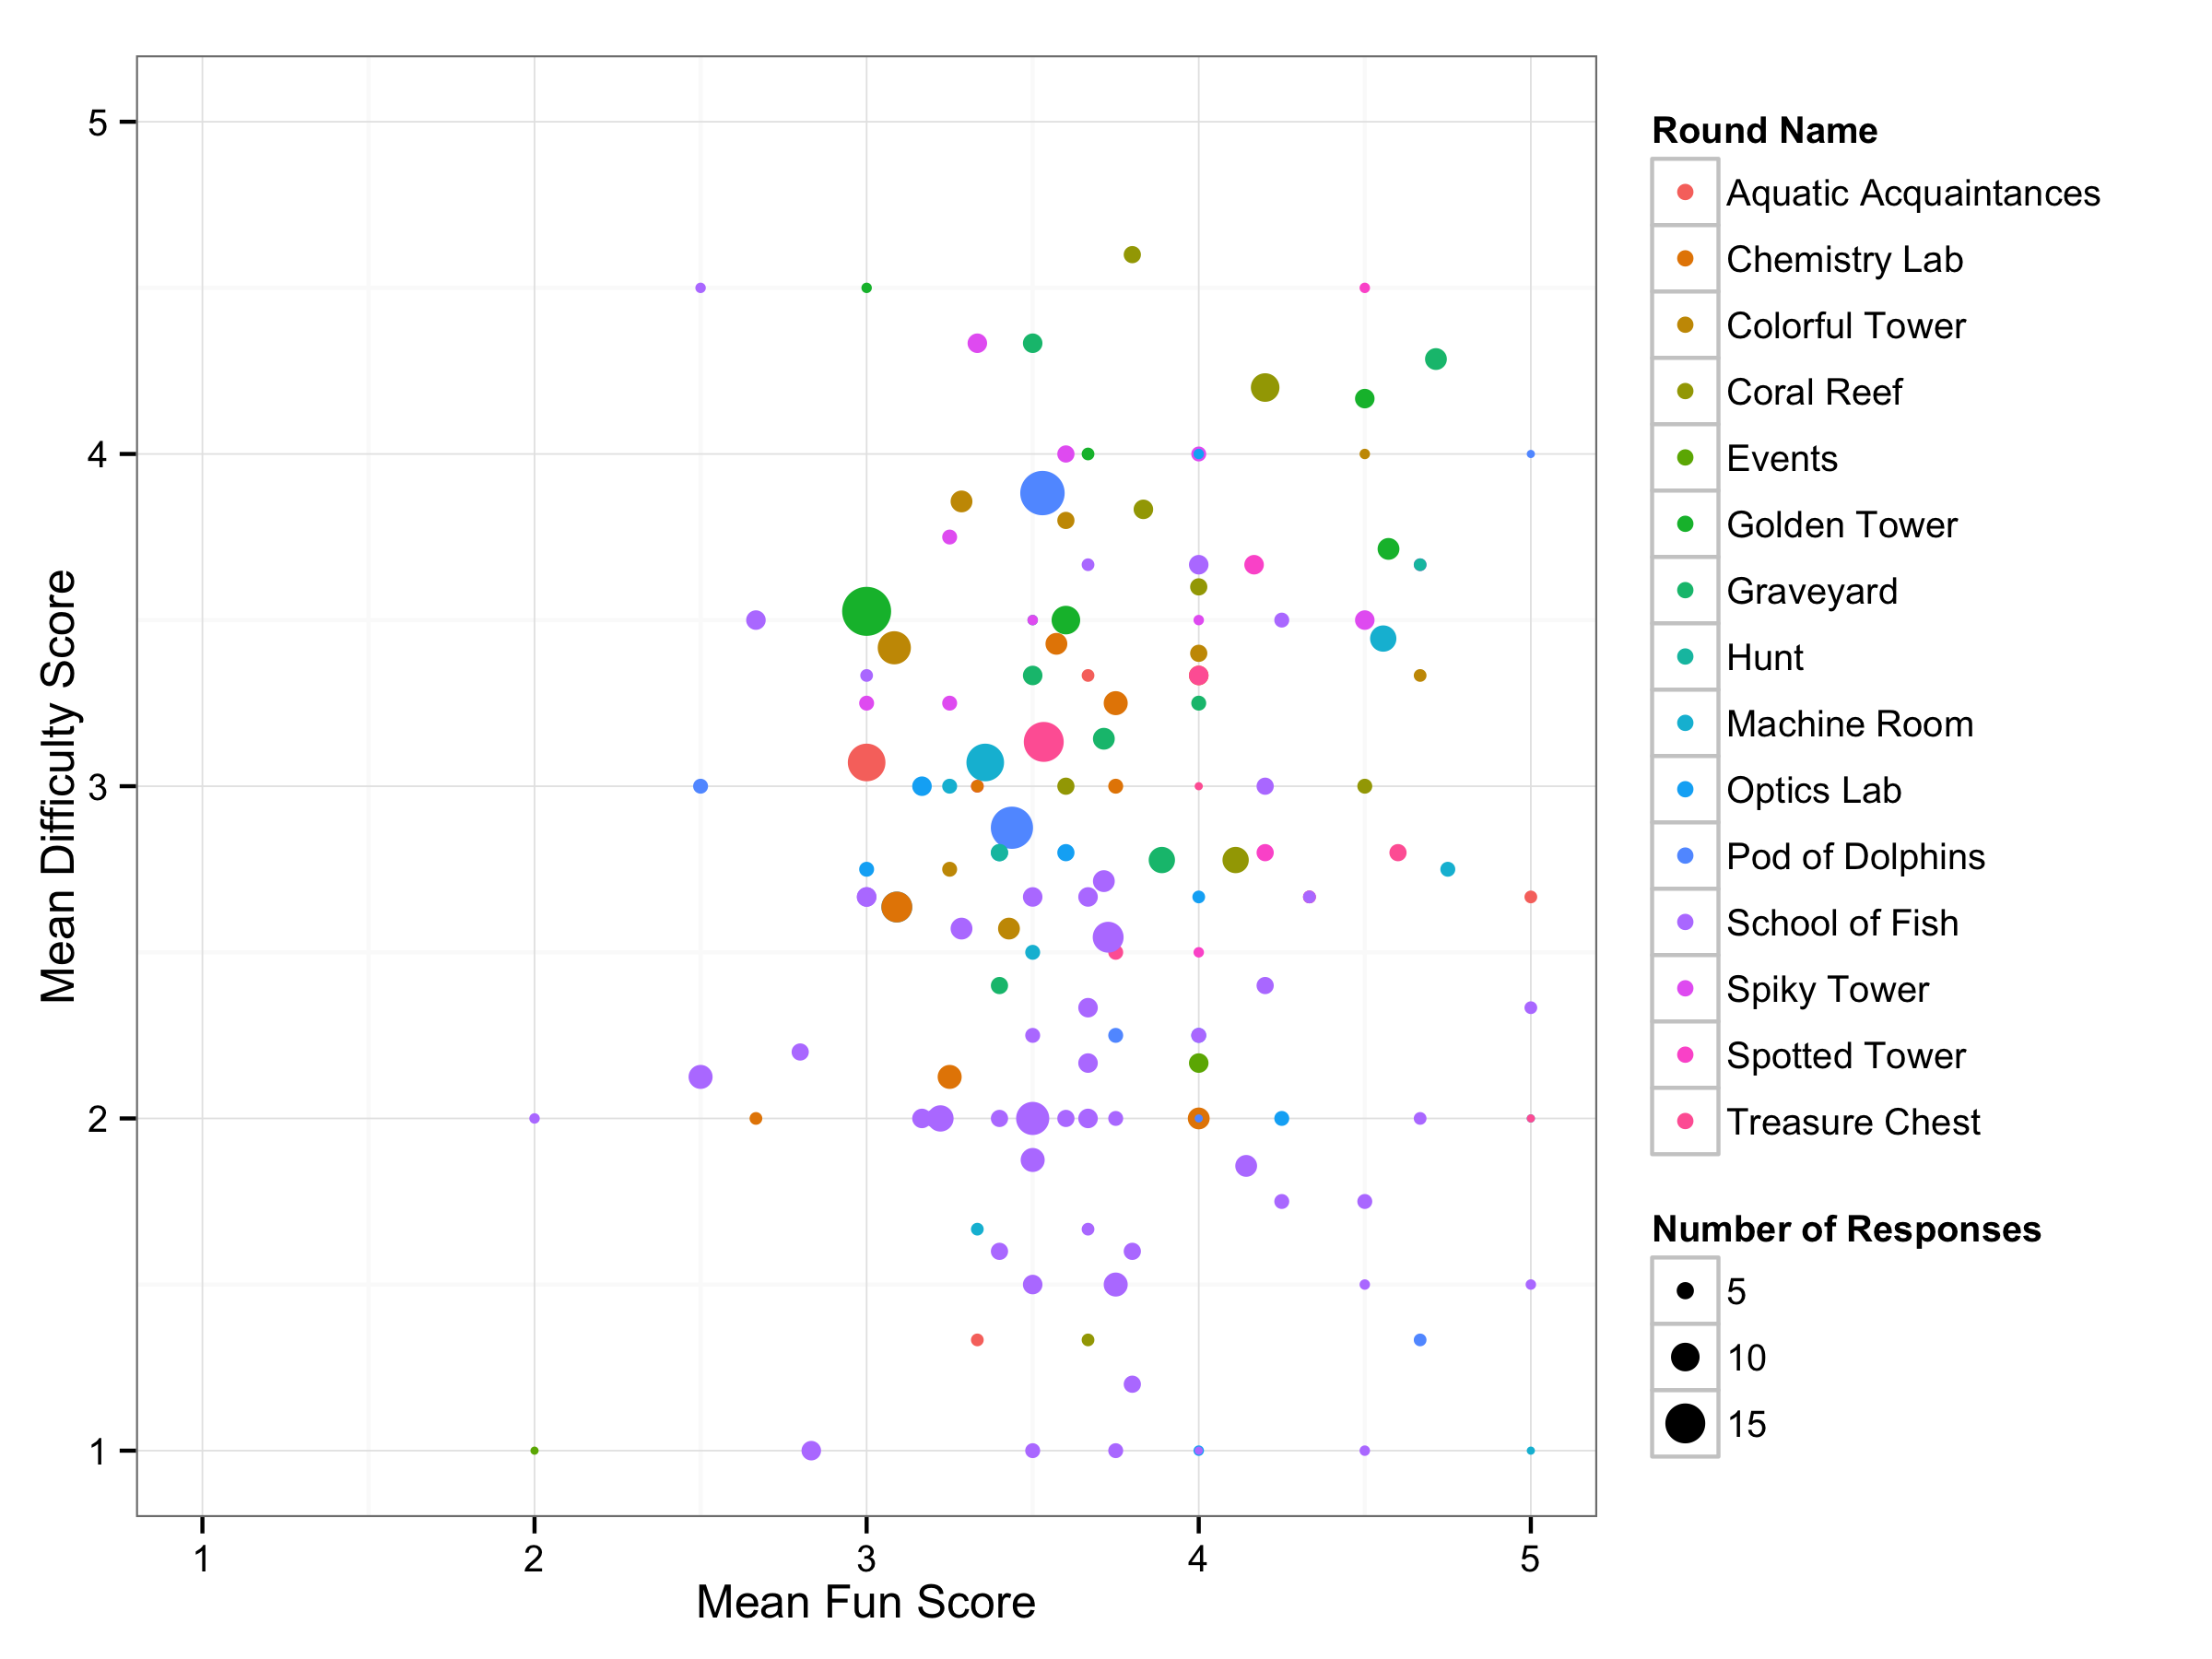 5
4
3
2
1
Mean Difficulty Score
1 2 3 4 5
Mean Fun Score
Round Name
Aquatic Acquaintances
Chemistry Lab
Colorful Tower
Coral Reef
Events
Golden Tower
Graveyard
Hunt
Machine Room
Optics Lab
Pod of Dolphins
School of Fish
Spiky Tower
Spotted Tower
Treasure Chest
Number of Responses
5
10
15